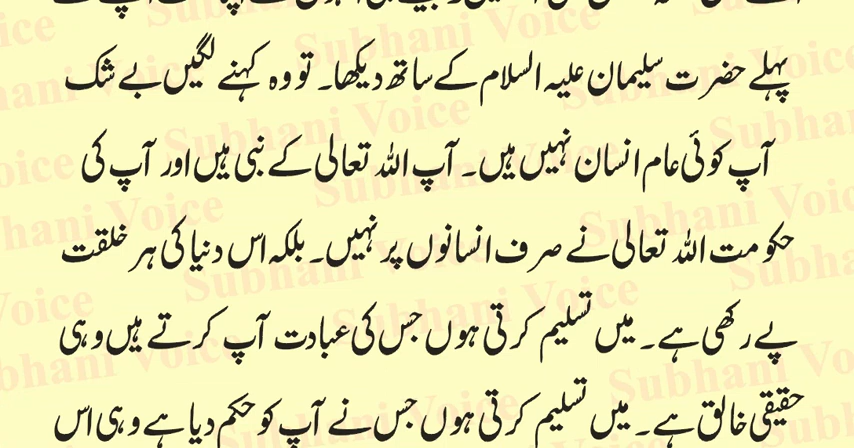 پہلے حضرت سلیمان علیہ السلام کے ساتھ دیکھا۔ تو وہ کہنے لگیں بے شک
آپ کوئی عام انسان نہیں ہیں۔ آپ اللہ تعالی کے نبی ہیں اور آپ کی
حکومت اللہ تعالی نے صرف انسانوں پر نہیں۔ بلکہ اس دنیا کی ہر خلقت
پے رکھی ہے۔ میں تسلیم کرتی ہوں جس کی عبادت آپ کرتے ہیں وہی
حقیقی خالق ہے۔ میں تسلیم کرتی ہوں جس نے آپ کو حکم دیا ہے وہی اس